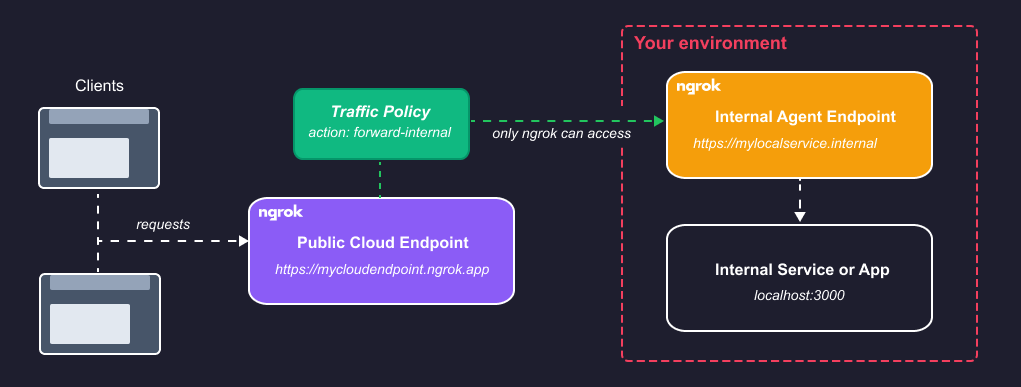 Clients
requests
Traffic Policy
action: forward-internal
ngrok
Public Cloud Endpoint
https://mycloudendpoint.ngrok.app
only ngrok can access
Your environment
ngrok
Internal Agent Endpoint
https://mylocalservice.internal
Internal Service or App
localhost:3000